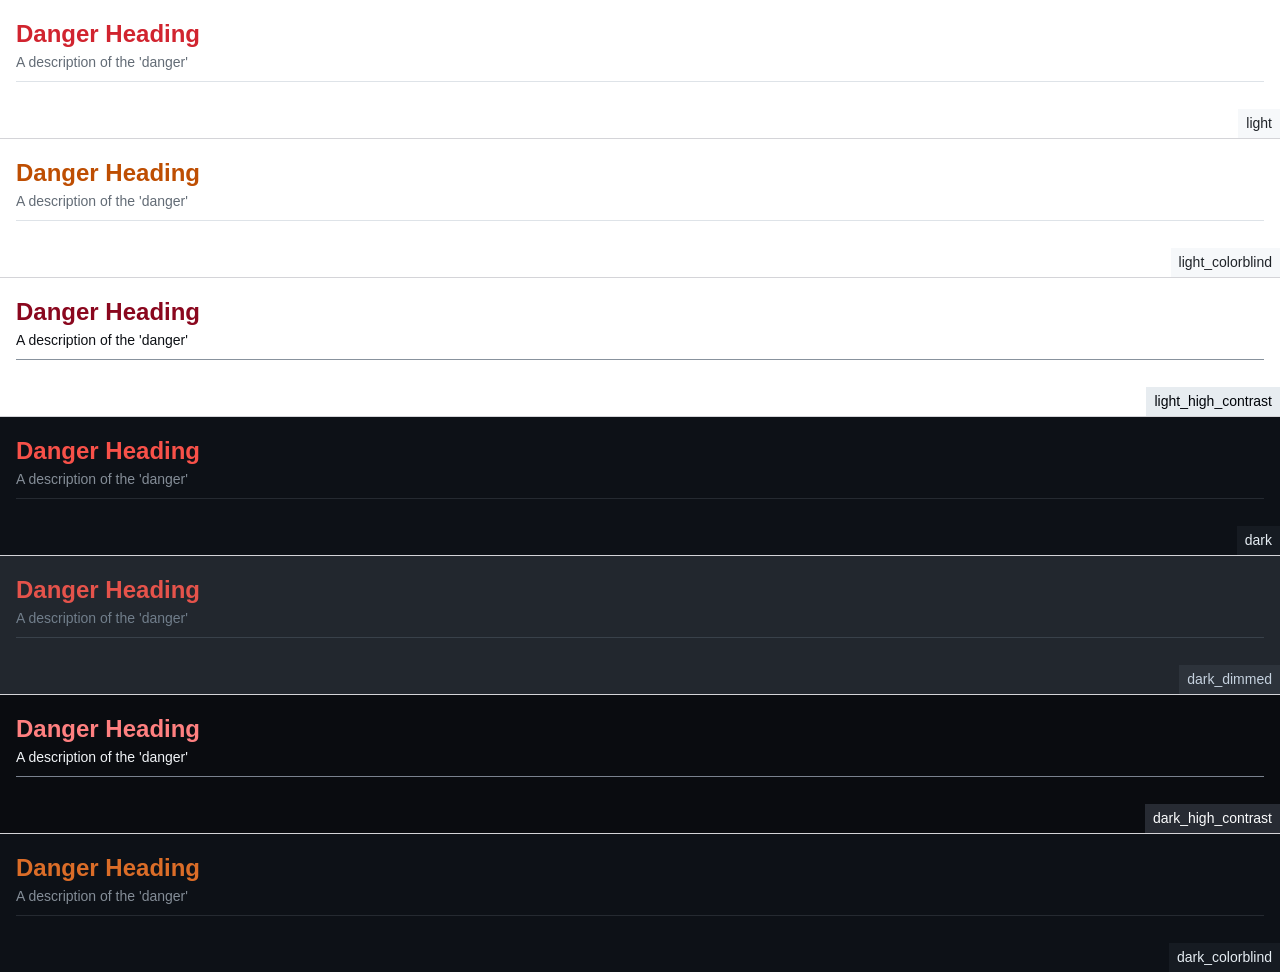 Danger Heading
A description of the 'danger'
light
Danger Heading
A description of the 'danger'
light_colorblind
Danger Heading
A description of the 'danger'
light_high_contrast
Danger Heading
A description of the 'danger'
dark
Danger Heading
A description of the 'danger'
dark_dimmed
Danger Heading
A description of the 'danger'
dark_high_contrast
Danger Heading
A description of the 'danger'
dark_colorblind